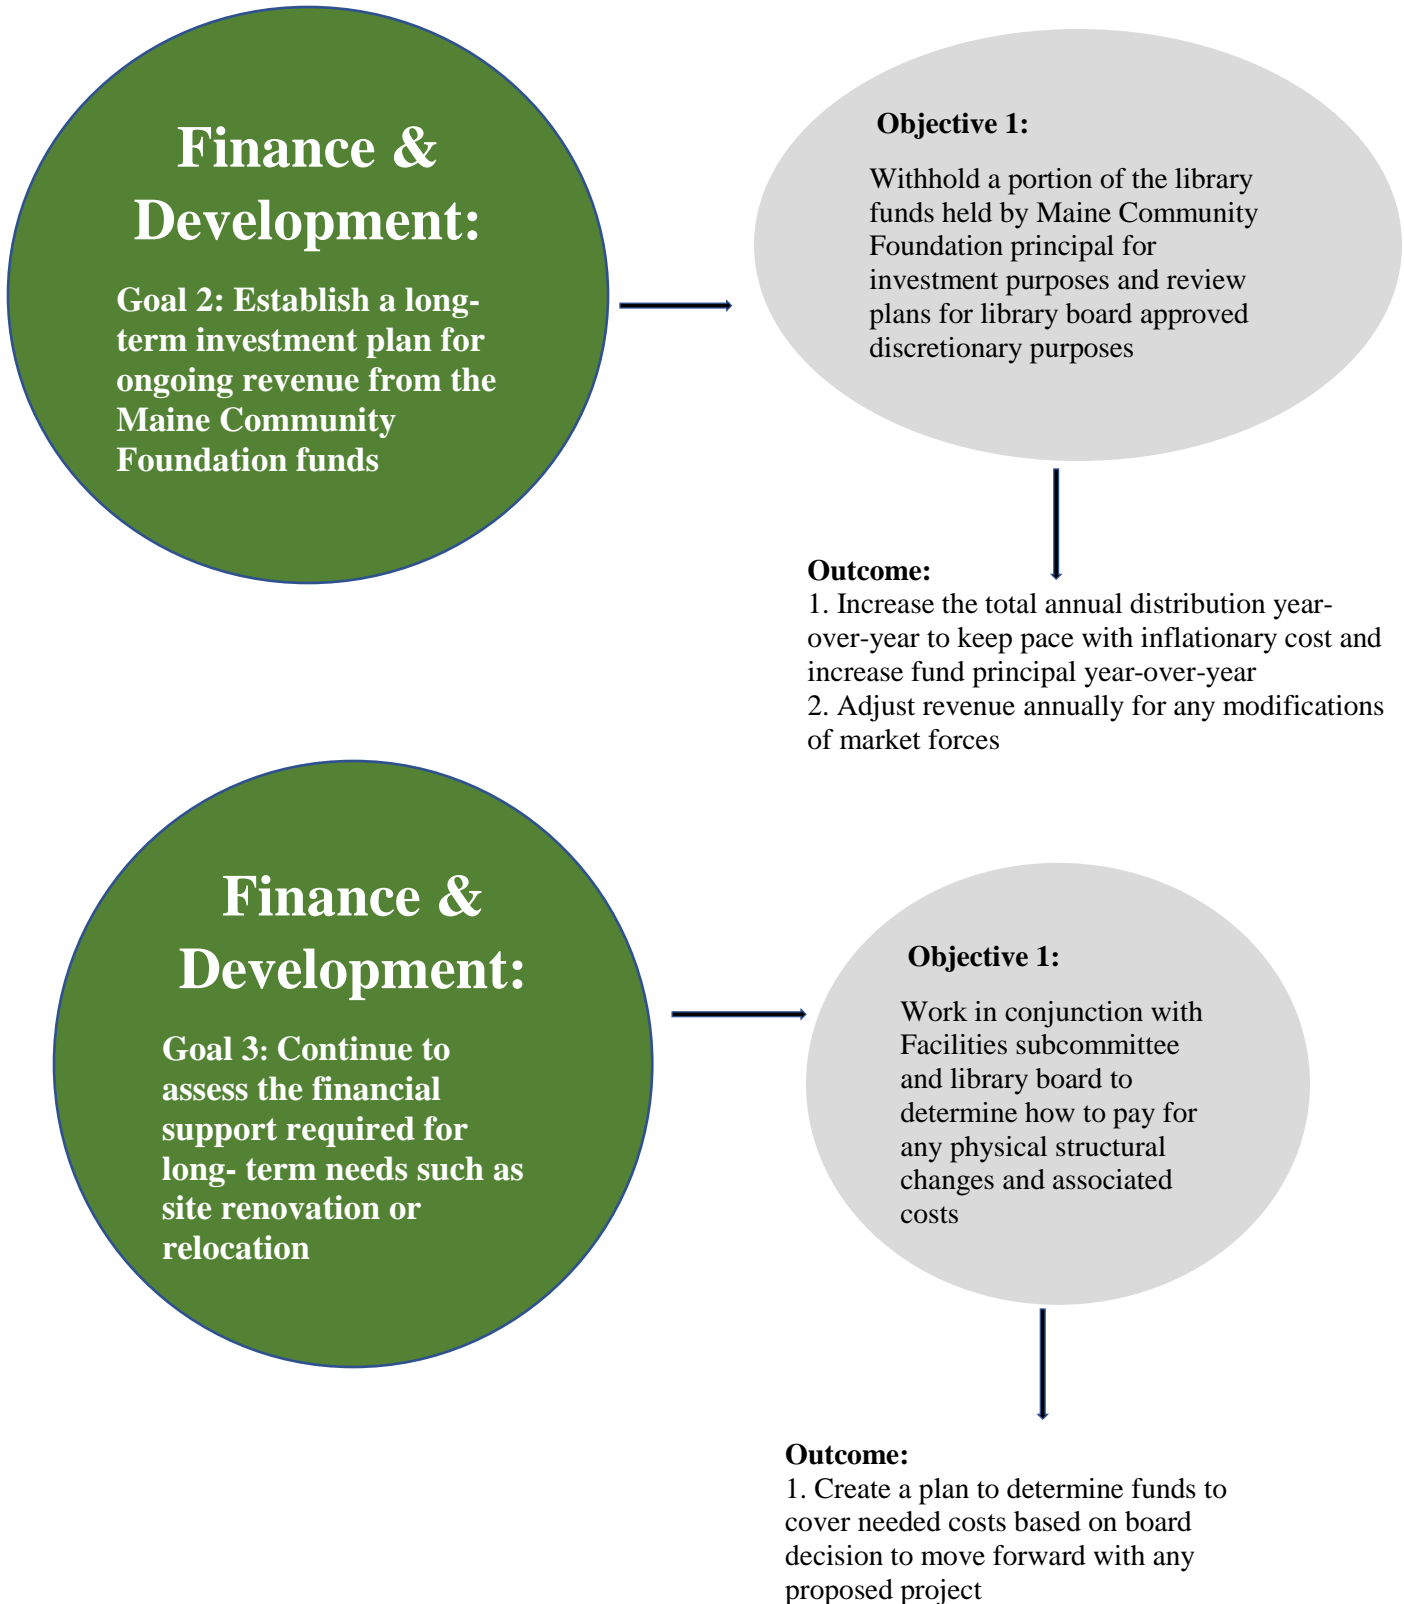 Finance &
Development:
Goal 2: Establish a long-
term investment plan for
ongoing revenue from the
Maine Community
Foundation funds
Objective 1:
Withhold a portion of the library
funds held by Maine Community
Foundation principal for
investment purposes and review
plans for library board approved
discretionary purposes
Outcome:
1. Increase the total annual distribution year-
over-year to keep pace with inflationary cost and
increase fund principal year-over-year
2. Adjust revenue annually for any modifications
of market forces
Finance &
Development:
Goal 3: Continue to
assess the financial
support required for
long- term needs such as
site renovation or
relocation
Objective 1:
Work in conjunction with
Facilities subcommittee
and library board to
determine how to pay for
any physical structural
changes and associated
costs
Outcome:
1. Create a plan to determine funds to
cover needed costs based on board
decision to move forward with any
proposed project